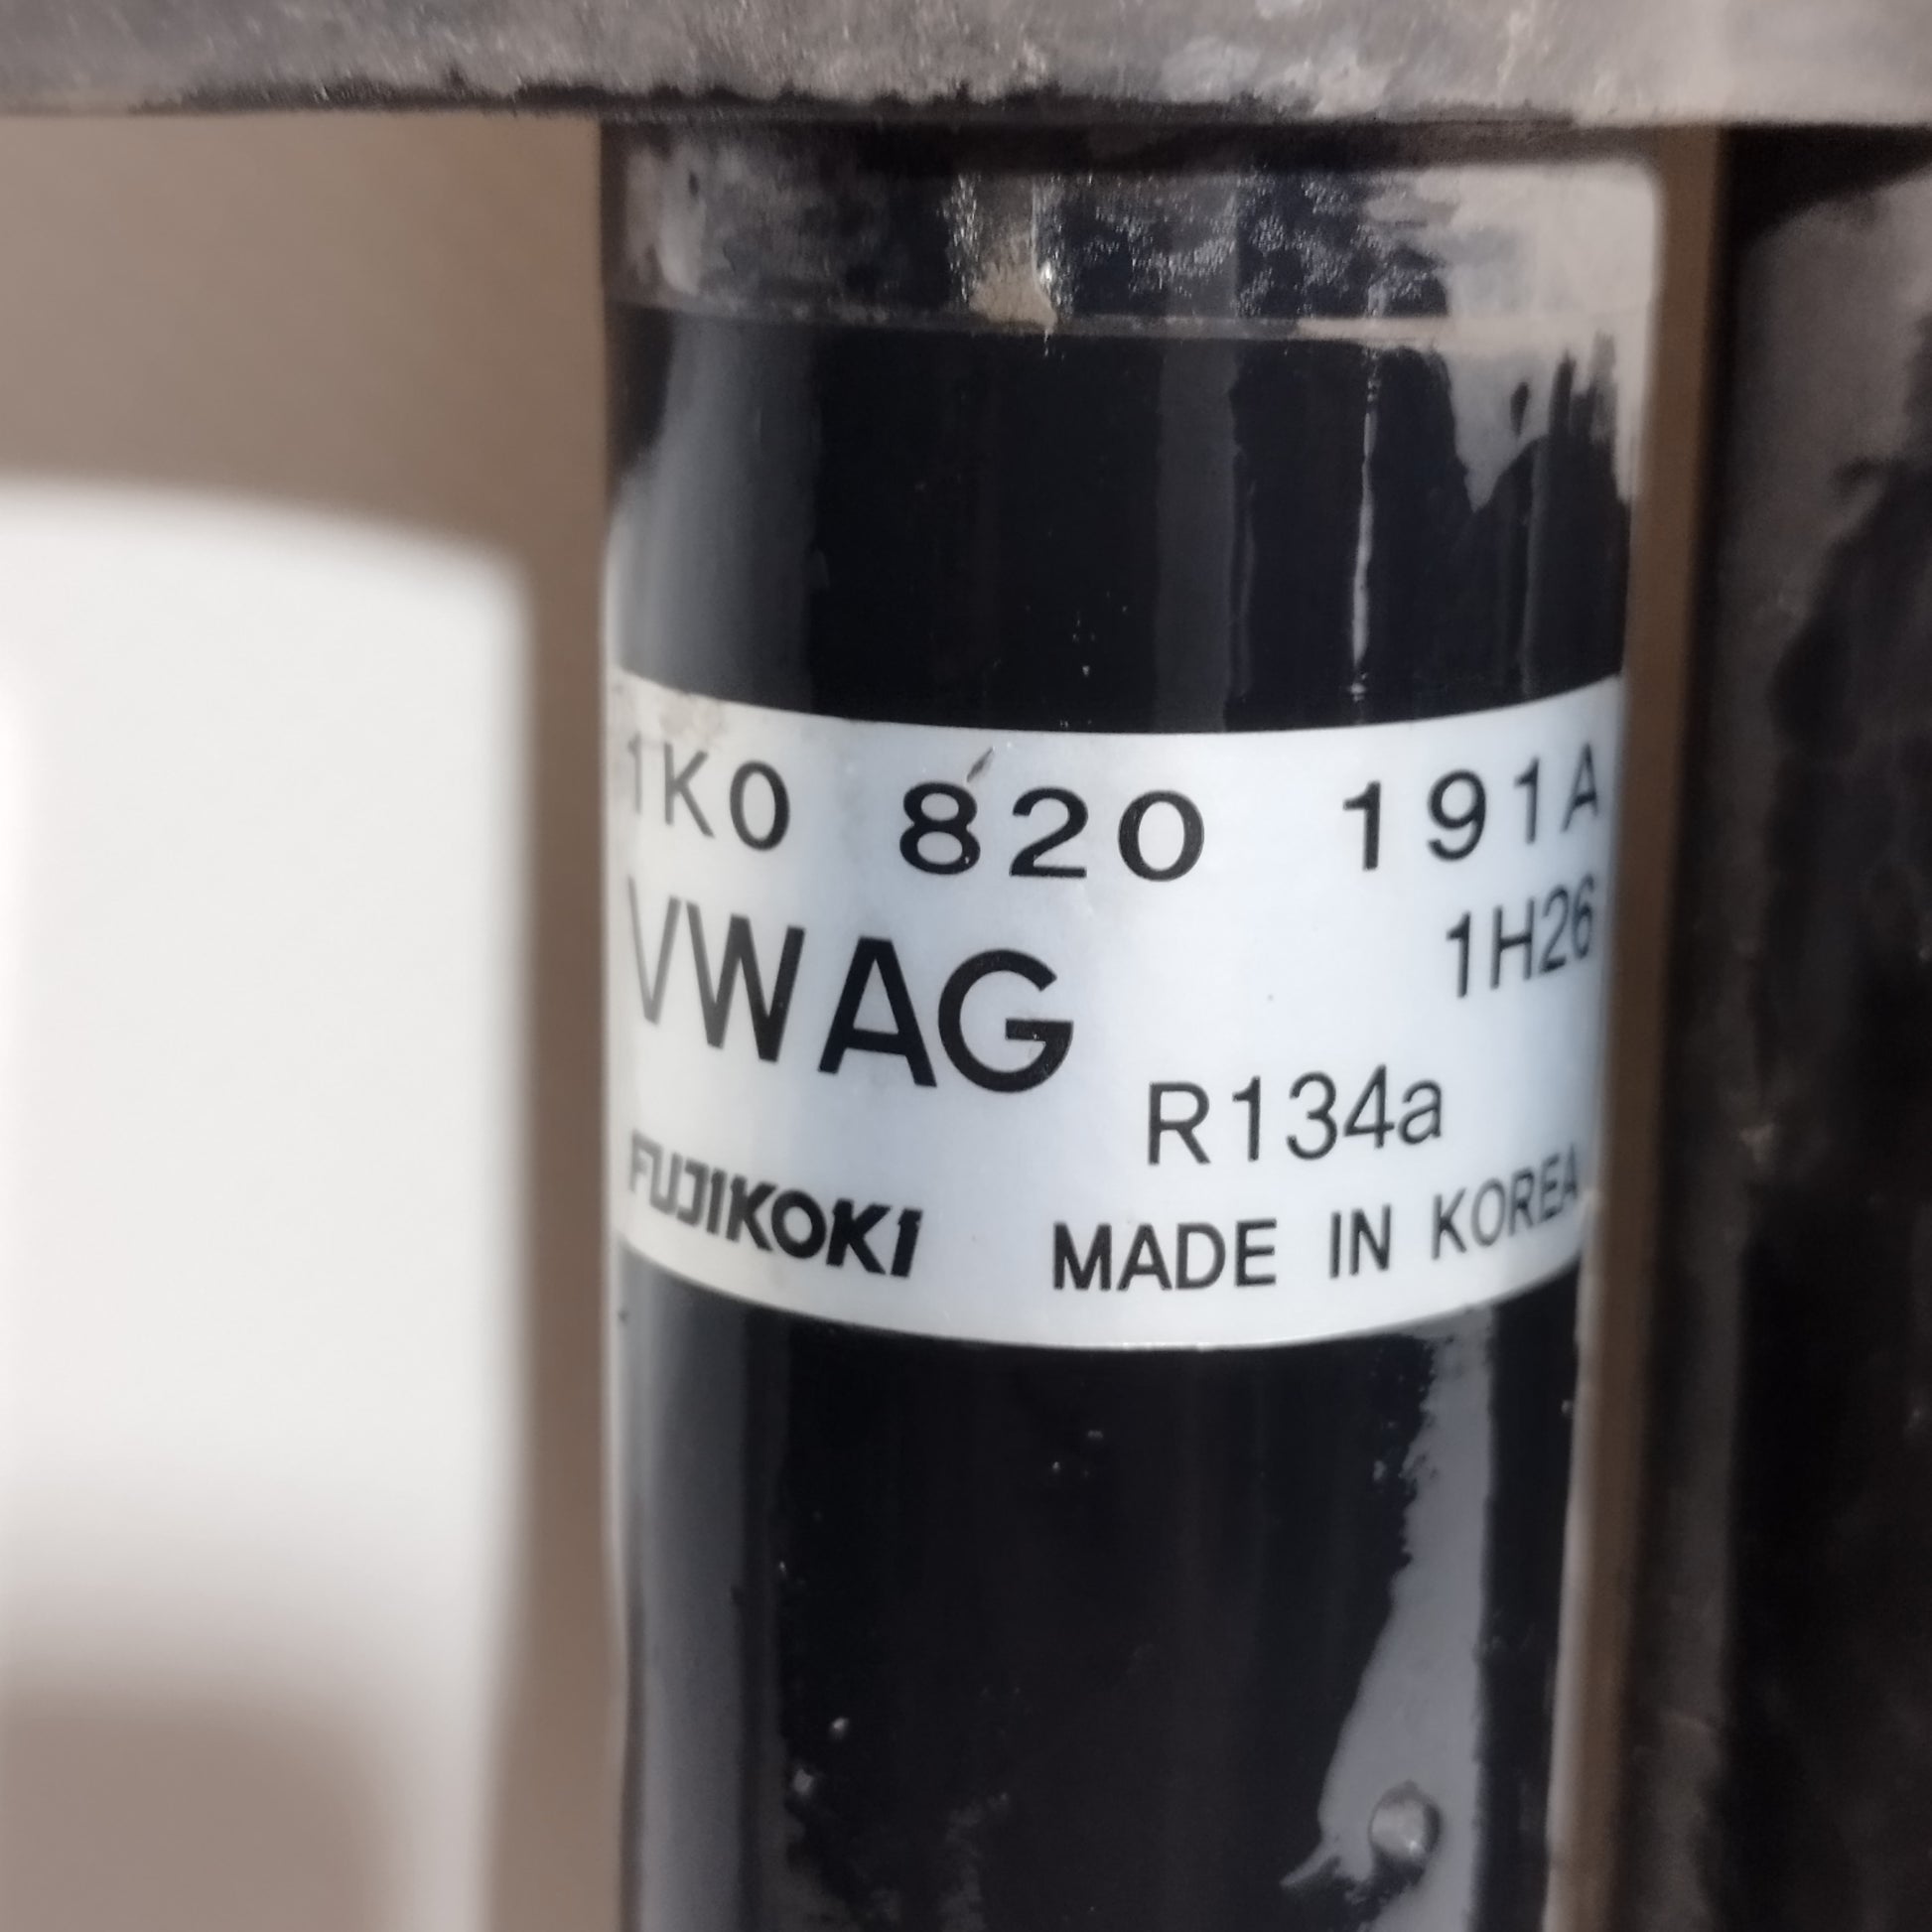 1K0 820 191A
1H26
VWAG
R134a
FUJIKOKI MADE IN KOREA